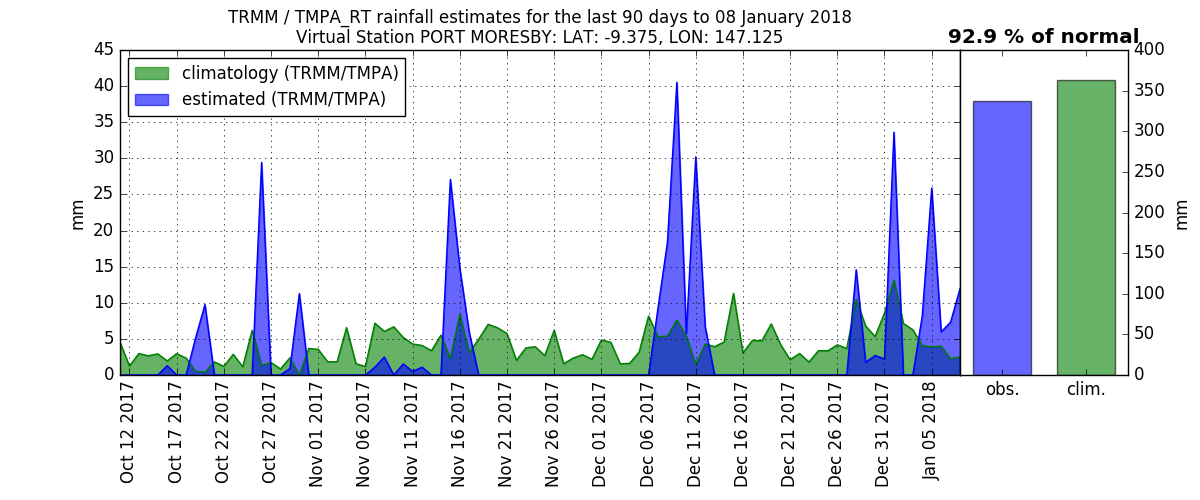 TRMM / TMPA_RT rainfall estimates for the last 90 days to 08 January 2018
Virtual Station PORT MORESBY: LAT: -9.375, LON: 147.125
92.9 % of normal
climatology (TRMM/TMPA)
estimated (TRMM/TMPA)
45
40
35
30
25
20
15
10
5
0
mm
400
350
300
250
200
150
100
50
0
mm
Oct 12 2017
Oct 17 2017
Oct 22 2017
Oct 27 2017
Nov 01 2017
Nov 06 2017
Nov 11 2017
Nov 16 2017
Nov 21 2017
Nov 26 2017
Dec 01 2017
Dec 06 2017
Dec 11 2017
Dec 16 2017
Dec 21 2017
Dec 26 2017
Dec 31 2017
Jan 05 2018
obs.
clim.